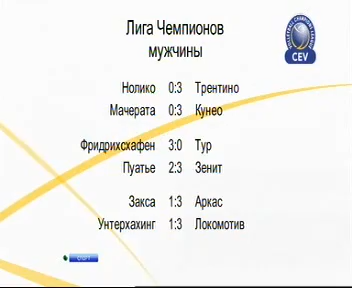 Лига Чемпионов
мужчины
CEV
Нолико 0:3 Трентино
Мачерата 0:3 Кунео
Фридрихсхафен 3:0 Тур
Пуатье 2:3 Зенит
Закса 1:3 Аркас
Унтерхахинг 1:3 Локомотив